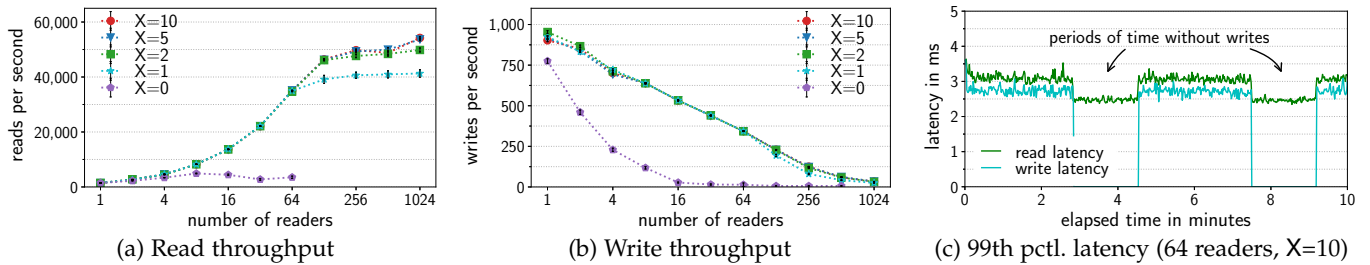 60,000
40,000
20,000
0
reads per second
X=10
X=5
X=2
X=1
X=0
1 4 16 64 256 1024
number of readers
(a) Read throughput
1,000
750
500
250
0
writes per second
X=10
X=5
X=2
X=1
X=0
1 4 16 64 256 1024
number of readers
(b) Write throughput
5
4
3
2
1
0
latency in ms
periods of time without writes
read latency
write latency
0 2 4 6 8 10
elapsed time in minutes
(c) 99th pctl. latency (64 readers, X=10)